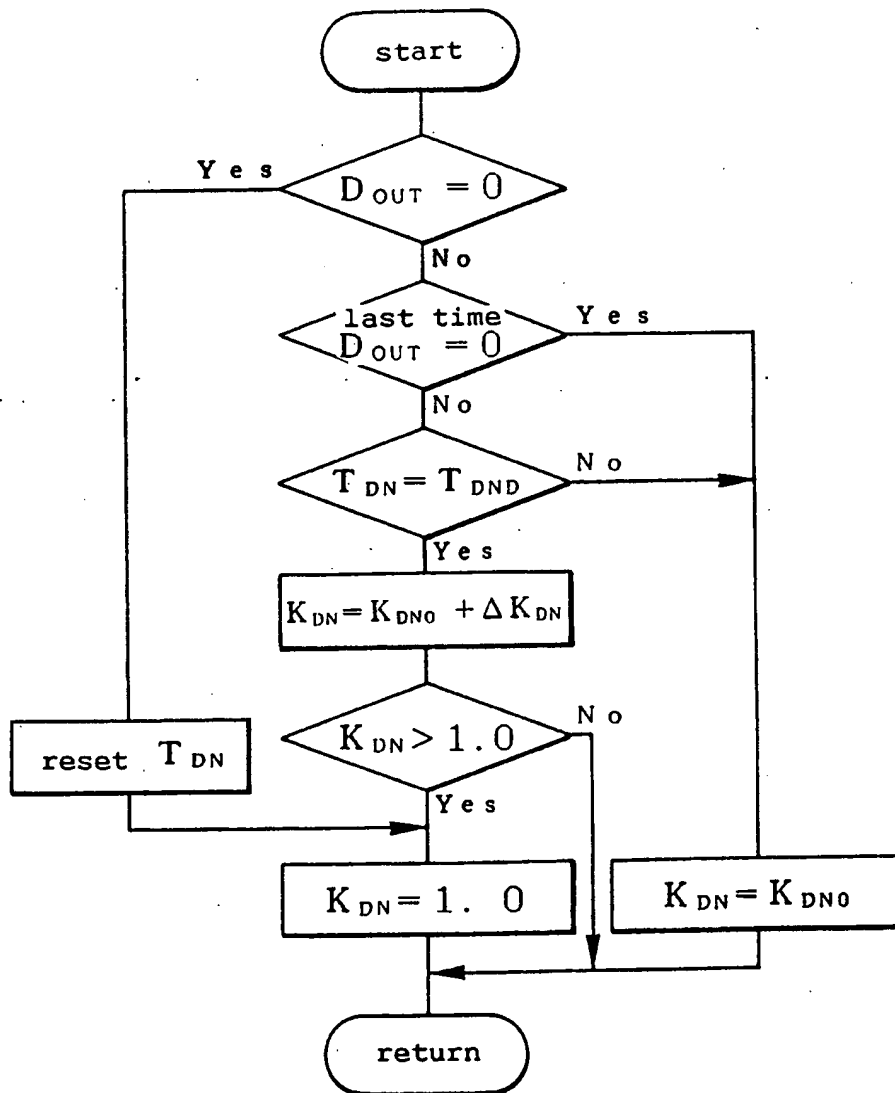 start
Yes
D OUT = 0
No
last time
D OUT = 0
Yes
No
T DN = T DND
No
Yes
K DN = K DN0 + Δ K DN
K DN > 1.0
No
reset T DN
Yes
K DN = 1. 0
K DN = K DN0
return